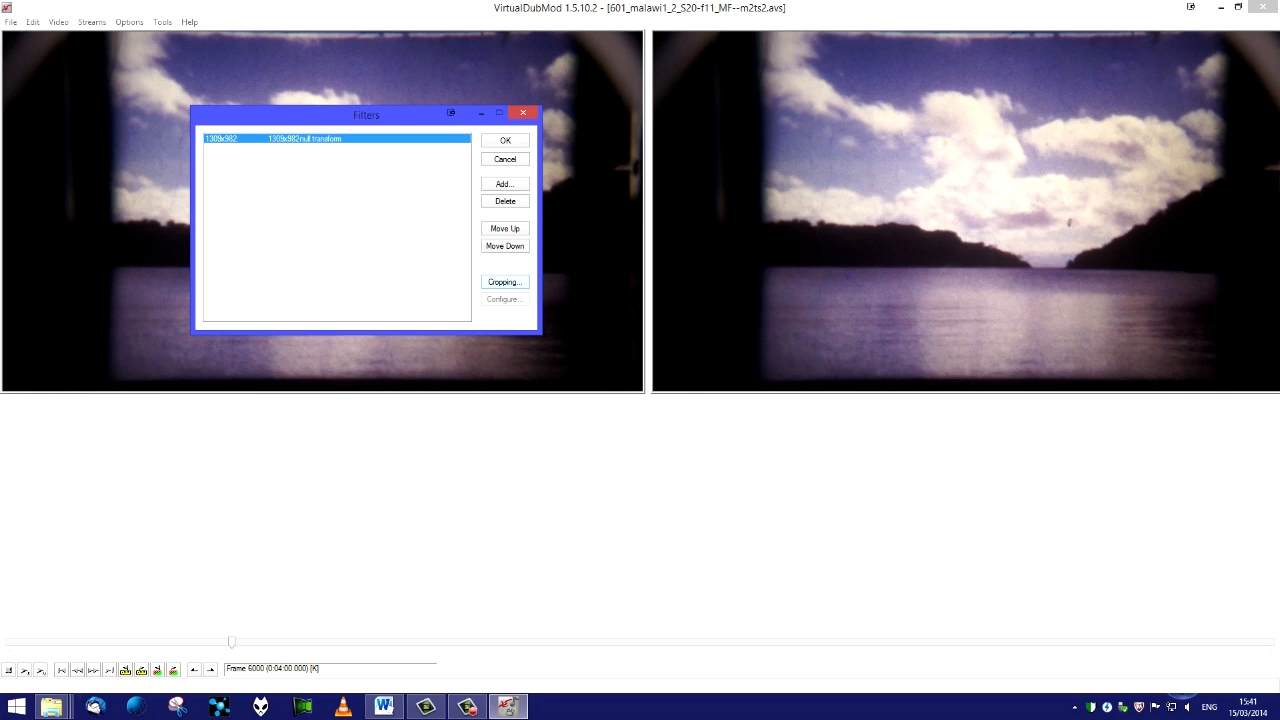 VirtualDubMod 1.5.10.2 - [601_malawi1_2_S20-f11_MF--m2ts2.avs]
File Edit Video Streams Options Tools Help
Filters
1309x982 1309x982null transform
OK
Cancel
Add...
Delete
Move Up
Move Down
Cropping...
Configure...
Frame 6000 (0:04:00.000) [K]
ENG
15:41
15/03/2014